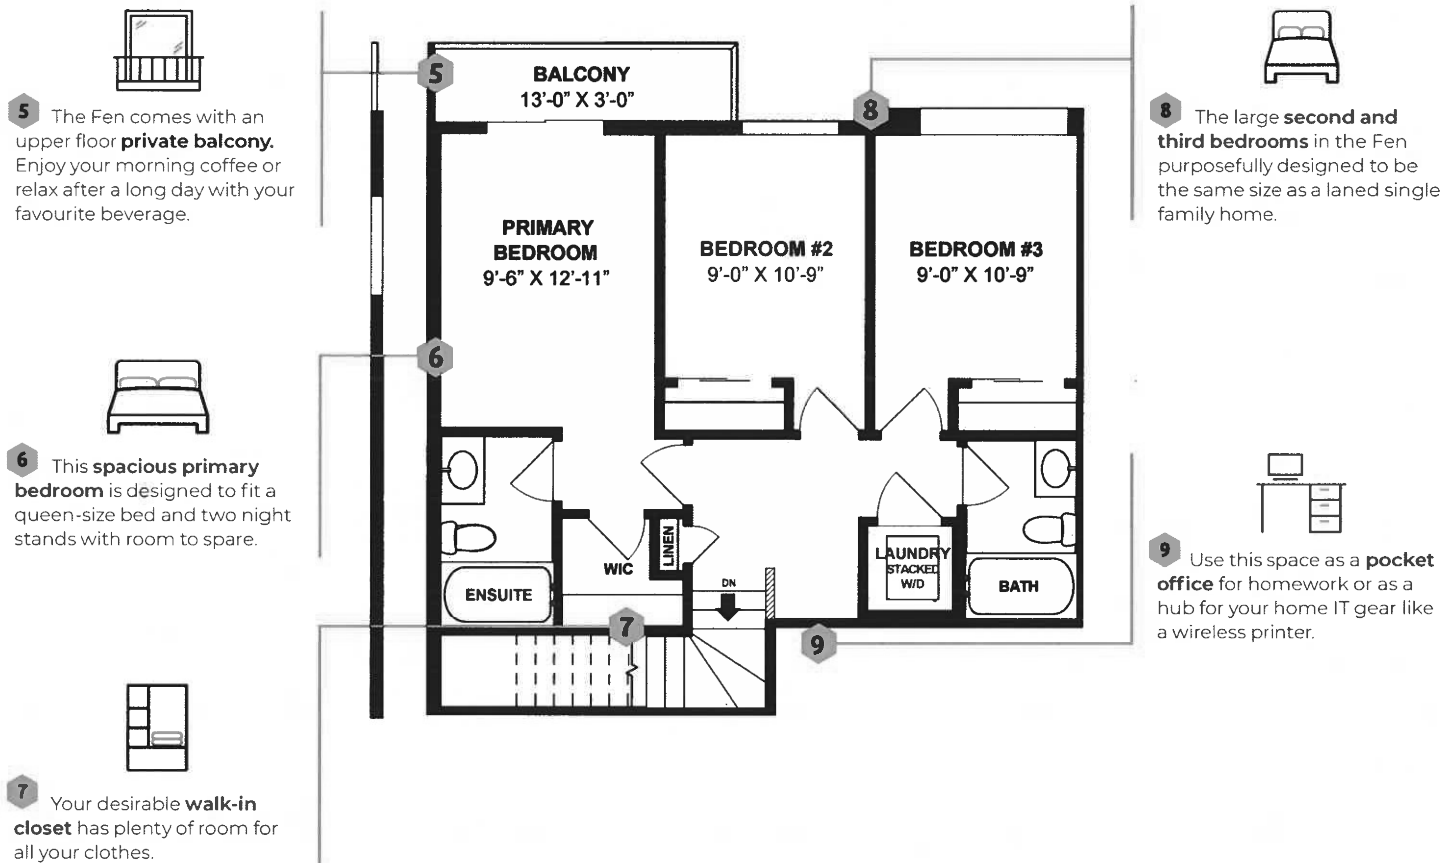 5 The Fen comes with an
upper floor private balcony.
Enjoy your morning coffee or
relax after a long day with your
favourite beverage.
6 This spacious primary
bedroom is designed to fit a
queen-size bed and two night
stands with room to spare.
7 Your desirable walk-in
closet has plenty of room for
all your clothes.
5
BALCONY
13'-0" X 3'-0"
8
PRIMARY
BEDROOM
9'-6" X 12'-11"
BEDROOM #2
9'-0" X 10'-9"
BEDROOM #3
9'-0" X 10'-9"
6
LINEN
WIC
ENSUITE
DN
LAUNDRY
STACKED
W/D
BATH
7
9
8 The large second and
third bedrooms in the Fen
purposefully designed to be
the same size as a laned single
family home.
9 Use this space as a pocket
office for homework or as a
hub for your home IT gear like
a wireless printer.